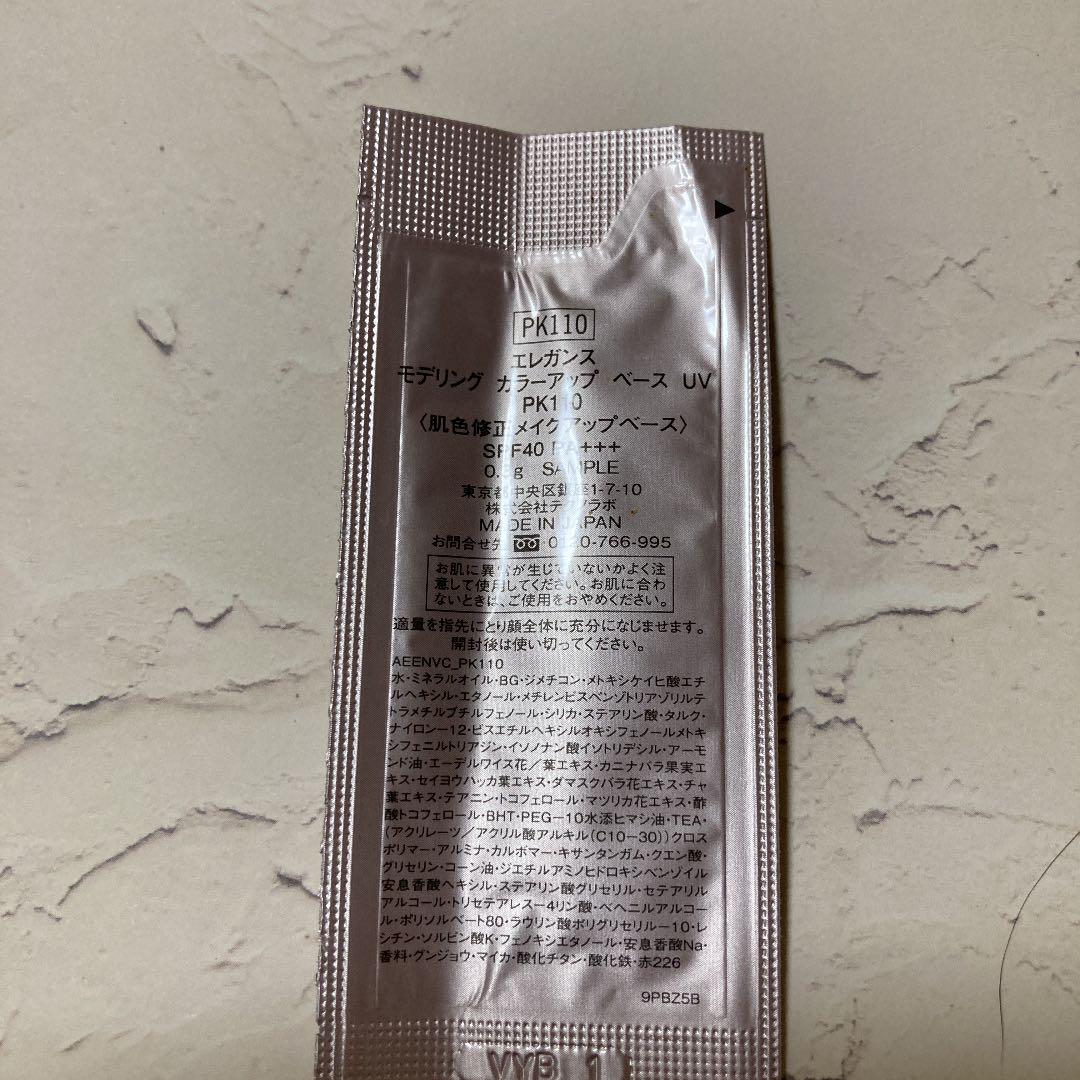 PK110
エレガンス
モデリング カラーアップ ベース UV
PK110
〈肌色修正メイクアップベース〉
SPF40 PA+++
SAMPLE
東京都中央区銀座1-7-10
株式会社テクノラボ
MADE IN JAPAN
お問合せ先 0120-766-995
お肌に異常が生じていないかよく注
意して使用してください。お肌に合わ
ないときは、ご使用をおやめください。
適量を指先にとり顔全体に充分になじませます。
開封後は使い切ってください。
AEENVC_PK110
水・ミネラルオイル・BG・ジメチコン・メトキシケイヒ酸エチ
ルヘキシル・エタノール・メチレンビスベンゾトリアゾリルテ
トラメチルブチルフェノール・シリカ・ステアリン酸・タルク・
ナイロン-12・ビスエチルヘキシルオキシフェノールメトキ
シフェニルトリアジン・イソノナン酸イソトリデシル・アーモ
ンド油・エーデルワイス花/葉エキス・カニナバラ果実エ
キス・セイヨウハッカ葉エキス・ダマスクバラ花エキス・チャ
葉エキス・テアニン・トコフェロール・マツリカ花エキス・酢
酸トコフェロール・BHT・PEG-10水添ヒマシ油・TEA・
(アクリレーツ/アクリル酸アルキル(C10-30))クロス
ポリマー・アルミナ・カルボマー・キサンタンガム・クエン酸・
グリセリン・コーン油・ジエチルアミノヒドロキシベンゾイル
安息香酸ヘキシル・ステアリン酸グリセリル・セテアリル
アルコール・トリセテアレス-4リン酸・ベヘニルアルコー
ル・ポリソルベート80・ラウリン酸ポリグリセリル-10・レ
シチン・ソルビン酸K・フェノキシエタノール・安息香酸Na・
香料・グンジョウ・マイカ・酸化チタン・酸化鉄・赤226
9PBZ5B
VYB 1